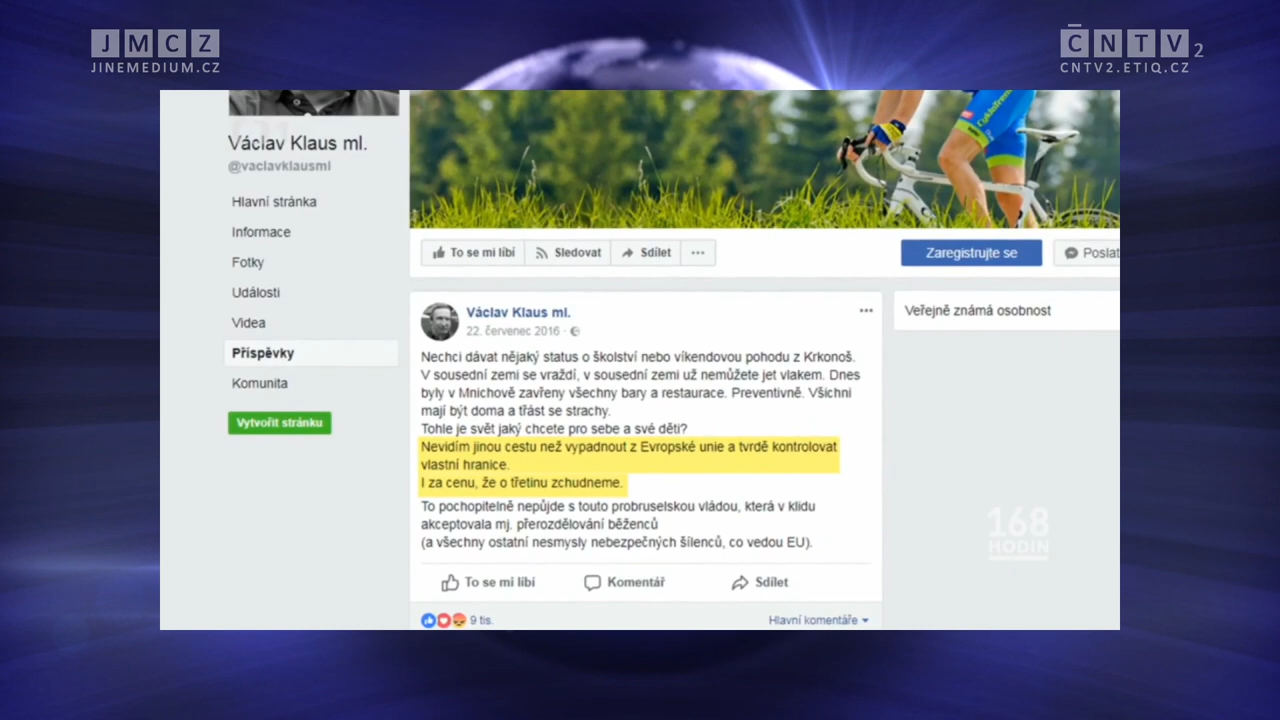 JMCZ
JINEMEDIUM.CZ
ČNTV2
CNTV2.ETIQ.CZ
Václav Klaus ml.
@vaclavklausml
Hlavní stránka
Informace
Fotky
Události
Videa
Příspěvky
Komunita
Vytvořit stránku
To se mi líbí
Sledovat
Sdílet
Zaregistrujte se
Poslat
Václav Klaus ml.
22. červenec 2016
Nechci dávat nějaký status o školství nebo víkendovou pohodu z Krkonoš.
V sousední zemi se vraždí, v sousední zemi už nemůžete jet vlakem. Dnes
byly v Mnichově zavřeny všechny bary a restaurace. Preventivně. Všichni
mají být doma a třást se strachy.
Tohle je svět jaký chcete pro sebe a své děti?
Nevidím jinou cestu než vypadnout z Evropské unie a tvrdě kontrolovat
vlastní hranice.
I za cenu, že o třetinu zchudneme.
To pochopitelně nepůjde s touto probruselskou vládou, která v klidu
akceptovala mj. přerozdělování běženců
(a všechny ostatní nesmysly nebezpečných šílenců, co vedou EU).
To se mi líbí
Komentář
Sdílet
9 tis.
Hlavní komentáře
Veřejně známá osobnost
168
HODIN